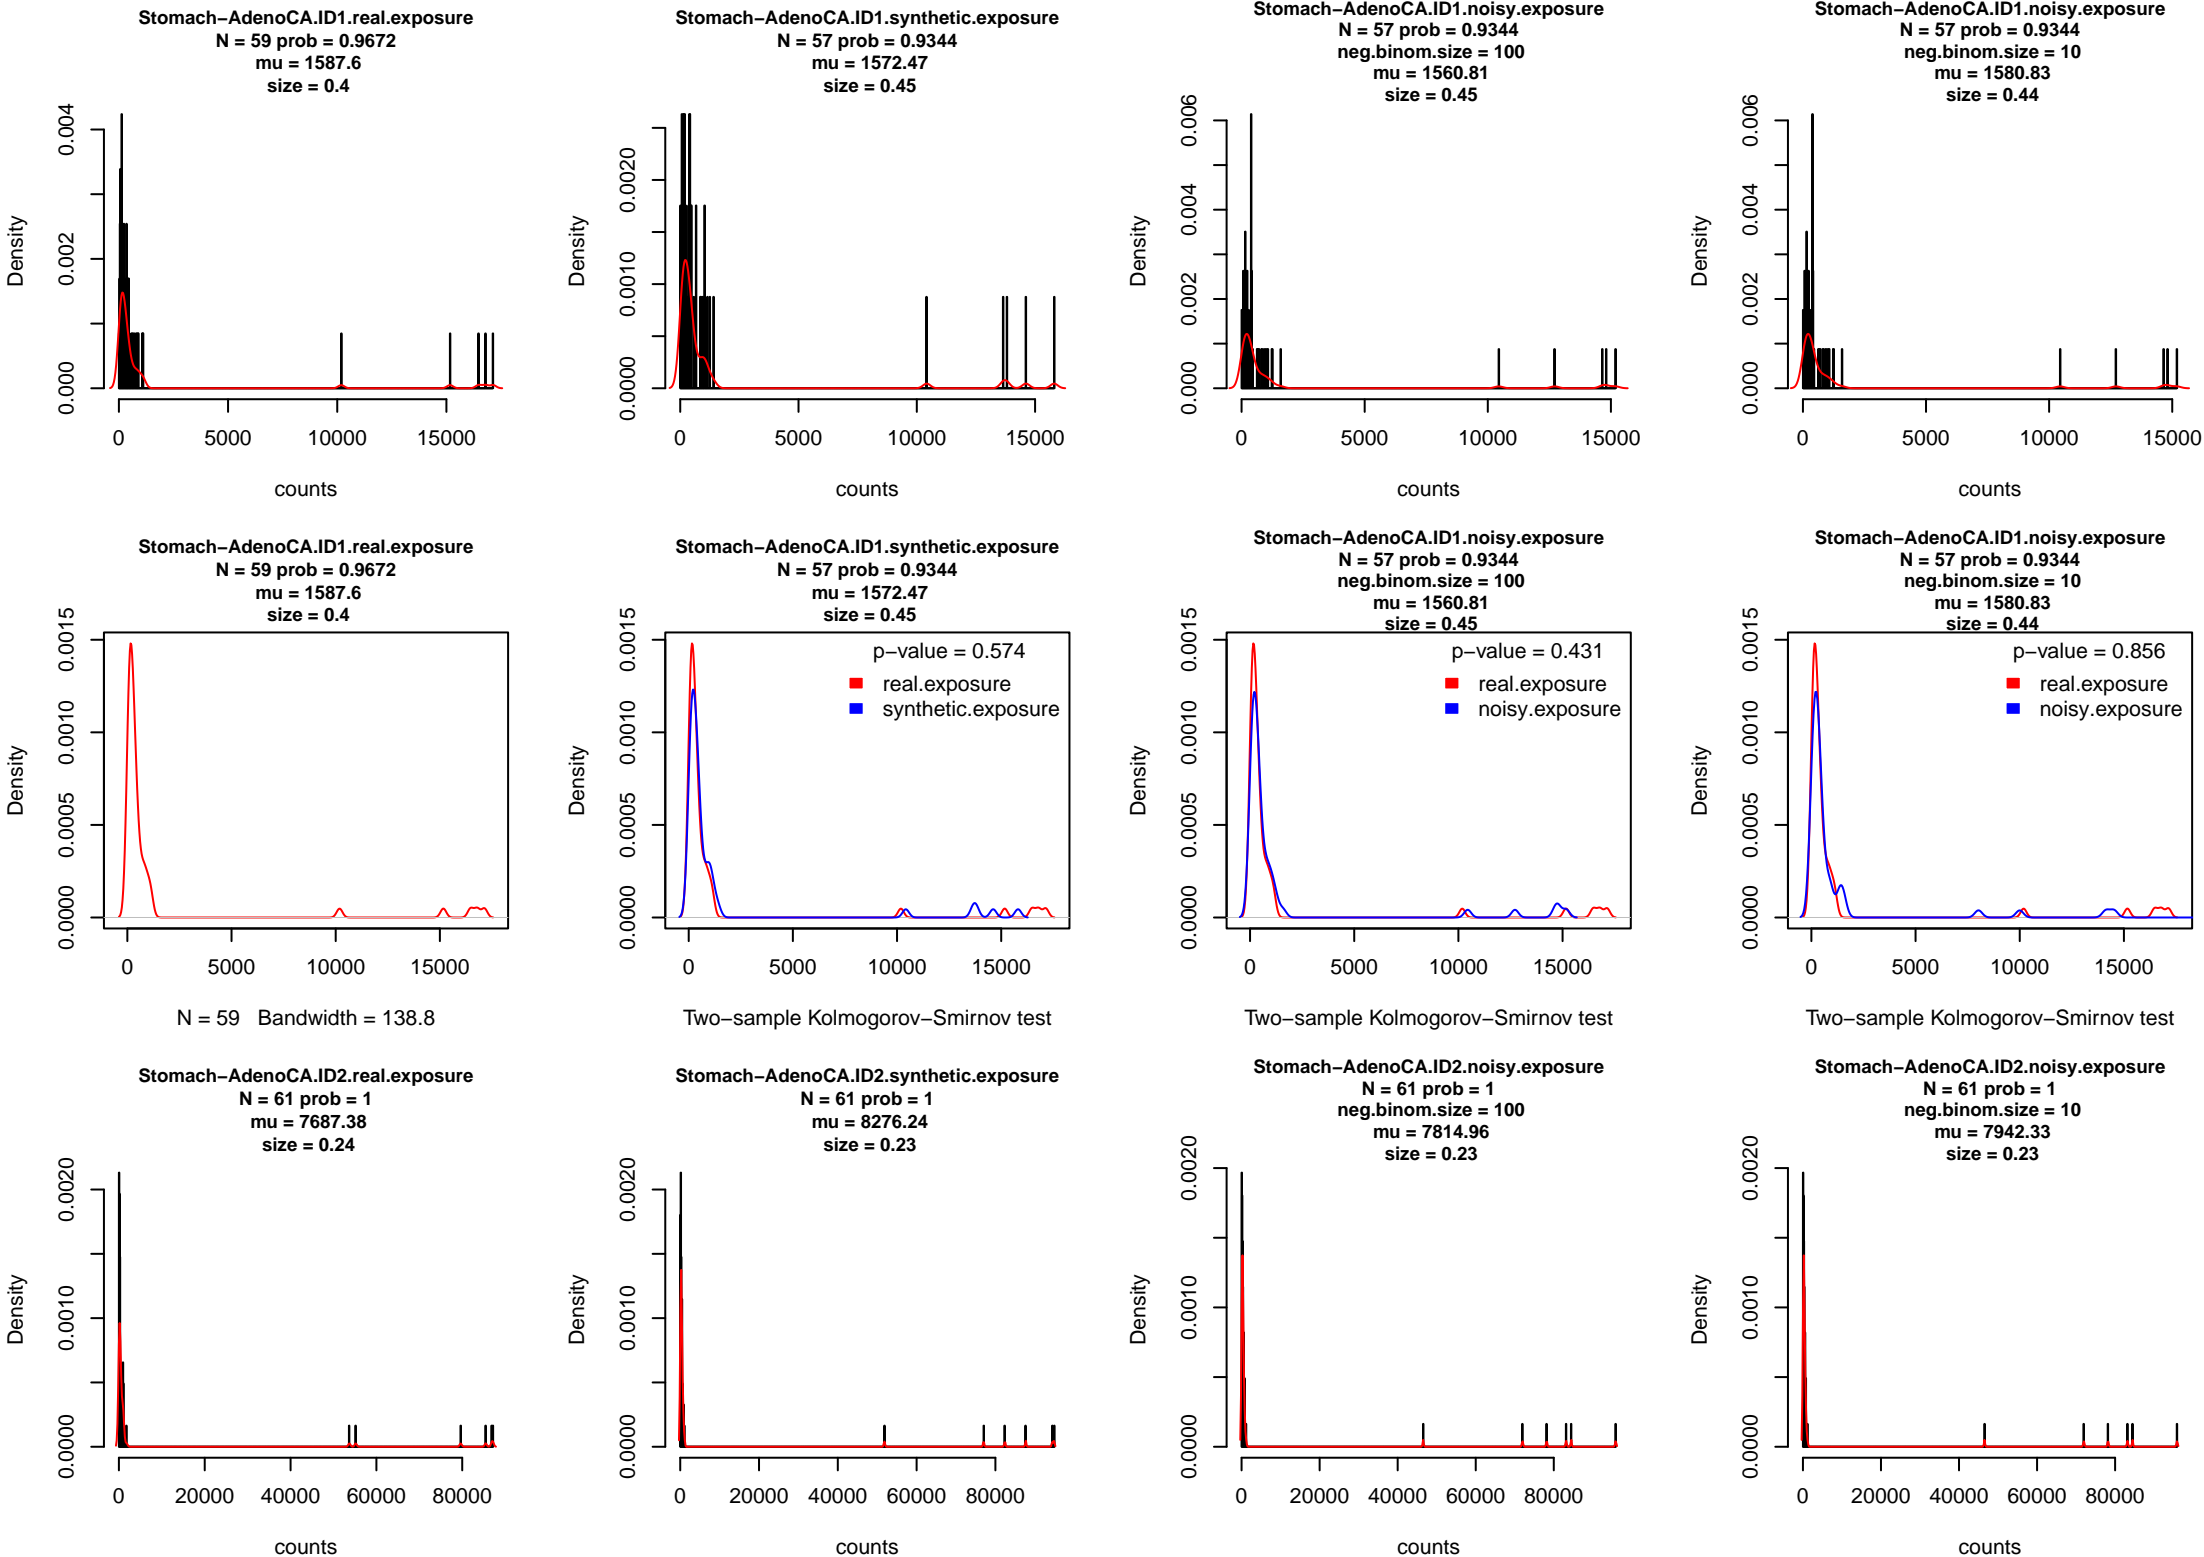 Stomach−AdenoCA.ID1.real.exposure
N = 59 prob = 0.9672
mu = 1587.6
size = 0.4
Density
0.000 0.002 0.004
0 5000 10000 15000
counts
Stomach−AdenoCA.ID1.synthetic.exposure
N = 57 prob = 0.9344
mu = 1572.47
size = 0.45
Density
0.0000 0.0010 0.0020
0 5000 10000 15000
counts
Stomach−AdenoCA.ID1.noisy.exposure
N = 57 prob = 0.9344
neg.binom.size = 100
mu = 1560.81
size = 0.45
Density
0.000 0.002 0.004 0.006
0 5000 10000 15000
counts
Stomach−AdenoCA.ID1.noisy.exposure
N = 57 prob = 0.9344
neg.binom.size = 10
mu = 1580.83
size = 0.44
Density
0.000 0.002 0.004 0.006
0 5000 10000 15000
counts
Stomach−AdenoCA.ID1.real.exposure
N = 59 prob = 0.9672
mu = 1587.6
size = 0.4
Density
0.0000 0.0005 0.0010 0.0015
0 5000 10000 15000
N = 59 Bandwidth = 138.8
Stomach−AdenoCA.ID1.synthetic.exposure
N = 57 prob = 0.9344
mu = 1572.47
size = 0.45
p−value = 0.574
real.exposure
synthetic.exposure
Density
0.0000 0.0005 0.0010 0.0015
0 5000 10000 15000
Two−sample Kolmogorov−Smirnov test
Stomach−AdenoCA.ID1.noisy.exposure
N = 57 prob = 0.9344
neg.binom.size = 100
mu = 1560.81
size = 0.45
p−value = 0.431
real.exposure
noisy.exposure
Density
0.0000 0.0005 0.0010 0.0015
0 5000 10000 15000
Two−sample Kolmogorov−Smirnov test
Stomach−AdenoCA.ID1.noisy.exposure
N = 57 prob = 0.9344
neg.binom.size = 10
mu = 1580.83
size = 0.44
p−value = 0.856
real.exposure
noisy.exposure
Density
0.0000 0.0005 0.0010 0.0015
0 5000 10000 15000
Two−sample Kolmogorov−Smirnov test
Stomach−AdenoCA.ID2.real.exposure
N = 61 prob = 1
mu = 7687.38
size = 0.24
Density
0.0000 0.0010 0.0020
0 20000 40000 60000 80000
counts
Stomach−AdenoCA.ID2.synthetic.exposure
N = 61 prob = 1
mu = 8276.24
size = 0.23
Density
0.0000 0.0010 0.0020
0 20000 40000 60000 80000
counts
Stomach−AdenoCA.ID2.noisy.exposure
N = 61 prob = 1
neg.binom.size = 100
mu = 7814.96
size = 0.23
Density
0.0000 0.0010 0.0020
0 20000 40000 60000 80000
counts
Stomach−AdenoCA.ID2.noisy.exposure
N = 61 prob = 1
neg.binom.size = 10
mu = 7942.33
size = 0.23
Density
0.0000 0.0010 0.0020
0 20000 40000 60000 80000
counts